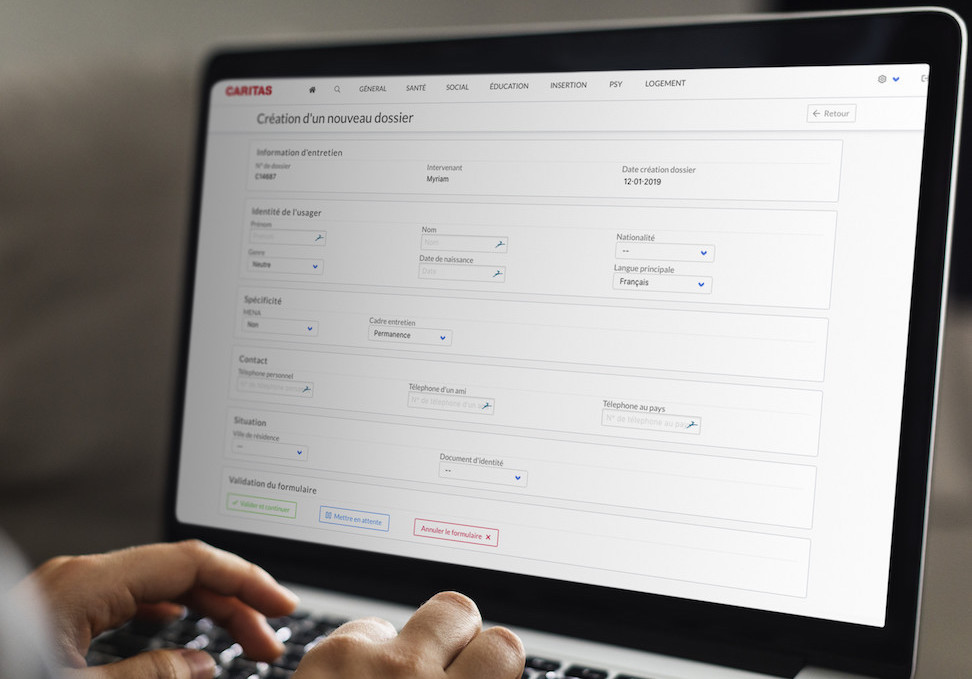 CARITAS GÉNERAL SANTÉ SOCIAL ÉDUCATION INSERTION PSY LOGEMENT
Création d'un nouveau dossier
← Retour
Information d'entretien
N° de dossier Intervenant Date création dossier
C14687 Myriam 12-01-2019
Identité de l'usager
Prénom Nom Nationalité
Prénom Nom --
Genre Date de naissance Langue principale
Neutre Date Français
Spécificité
MENA Cadre entretien
Non Permanence
Contact
Téléphone personnel Téléphone d'un ami Téléphone au pays
N° de téléphone N° de téléphone d'un N° de téléphone au pays
Situation
Ville de résidence Document d'identité
-- --
Validation du formulaire
✓ Valider et continuer Mettre en attente Annuler le formulaire ×